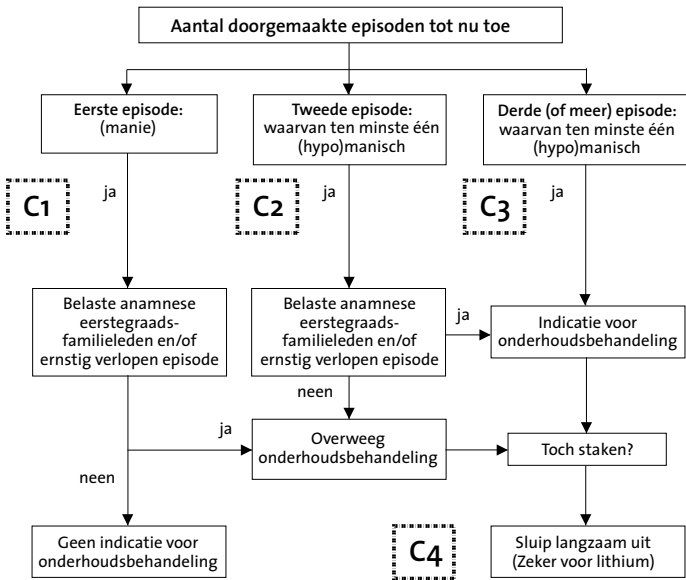 Aantal doorgemaakte episoden tot nu toe
Eerste episode:
(manie)
Tweede episode:
waarvan ten minste één
(hypo)manisch
Derde (of meer) episode:
waarvan ten minste één
(hypo)manisch
C1
ja
C2
ja
C3
ja
Belaste anamnese
eerstegraads-
familieleden en/of
ernstig verlopen episode
Belaste anamnese
eerstegraads-
familieleden en/of
ernstig verlopen episode
ja
Indicatie voor
onderhoudsbehandeling
neen
ja
Overweeg
onderhoudsbehandeling
Toch staken?
neen
Geen indicatie voor
onderhoudsbehandeling
C4
Sluip langzaam uit
(Zeker voor lithium)